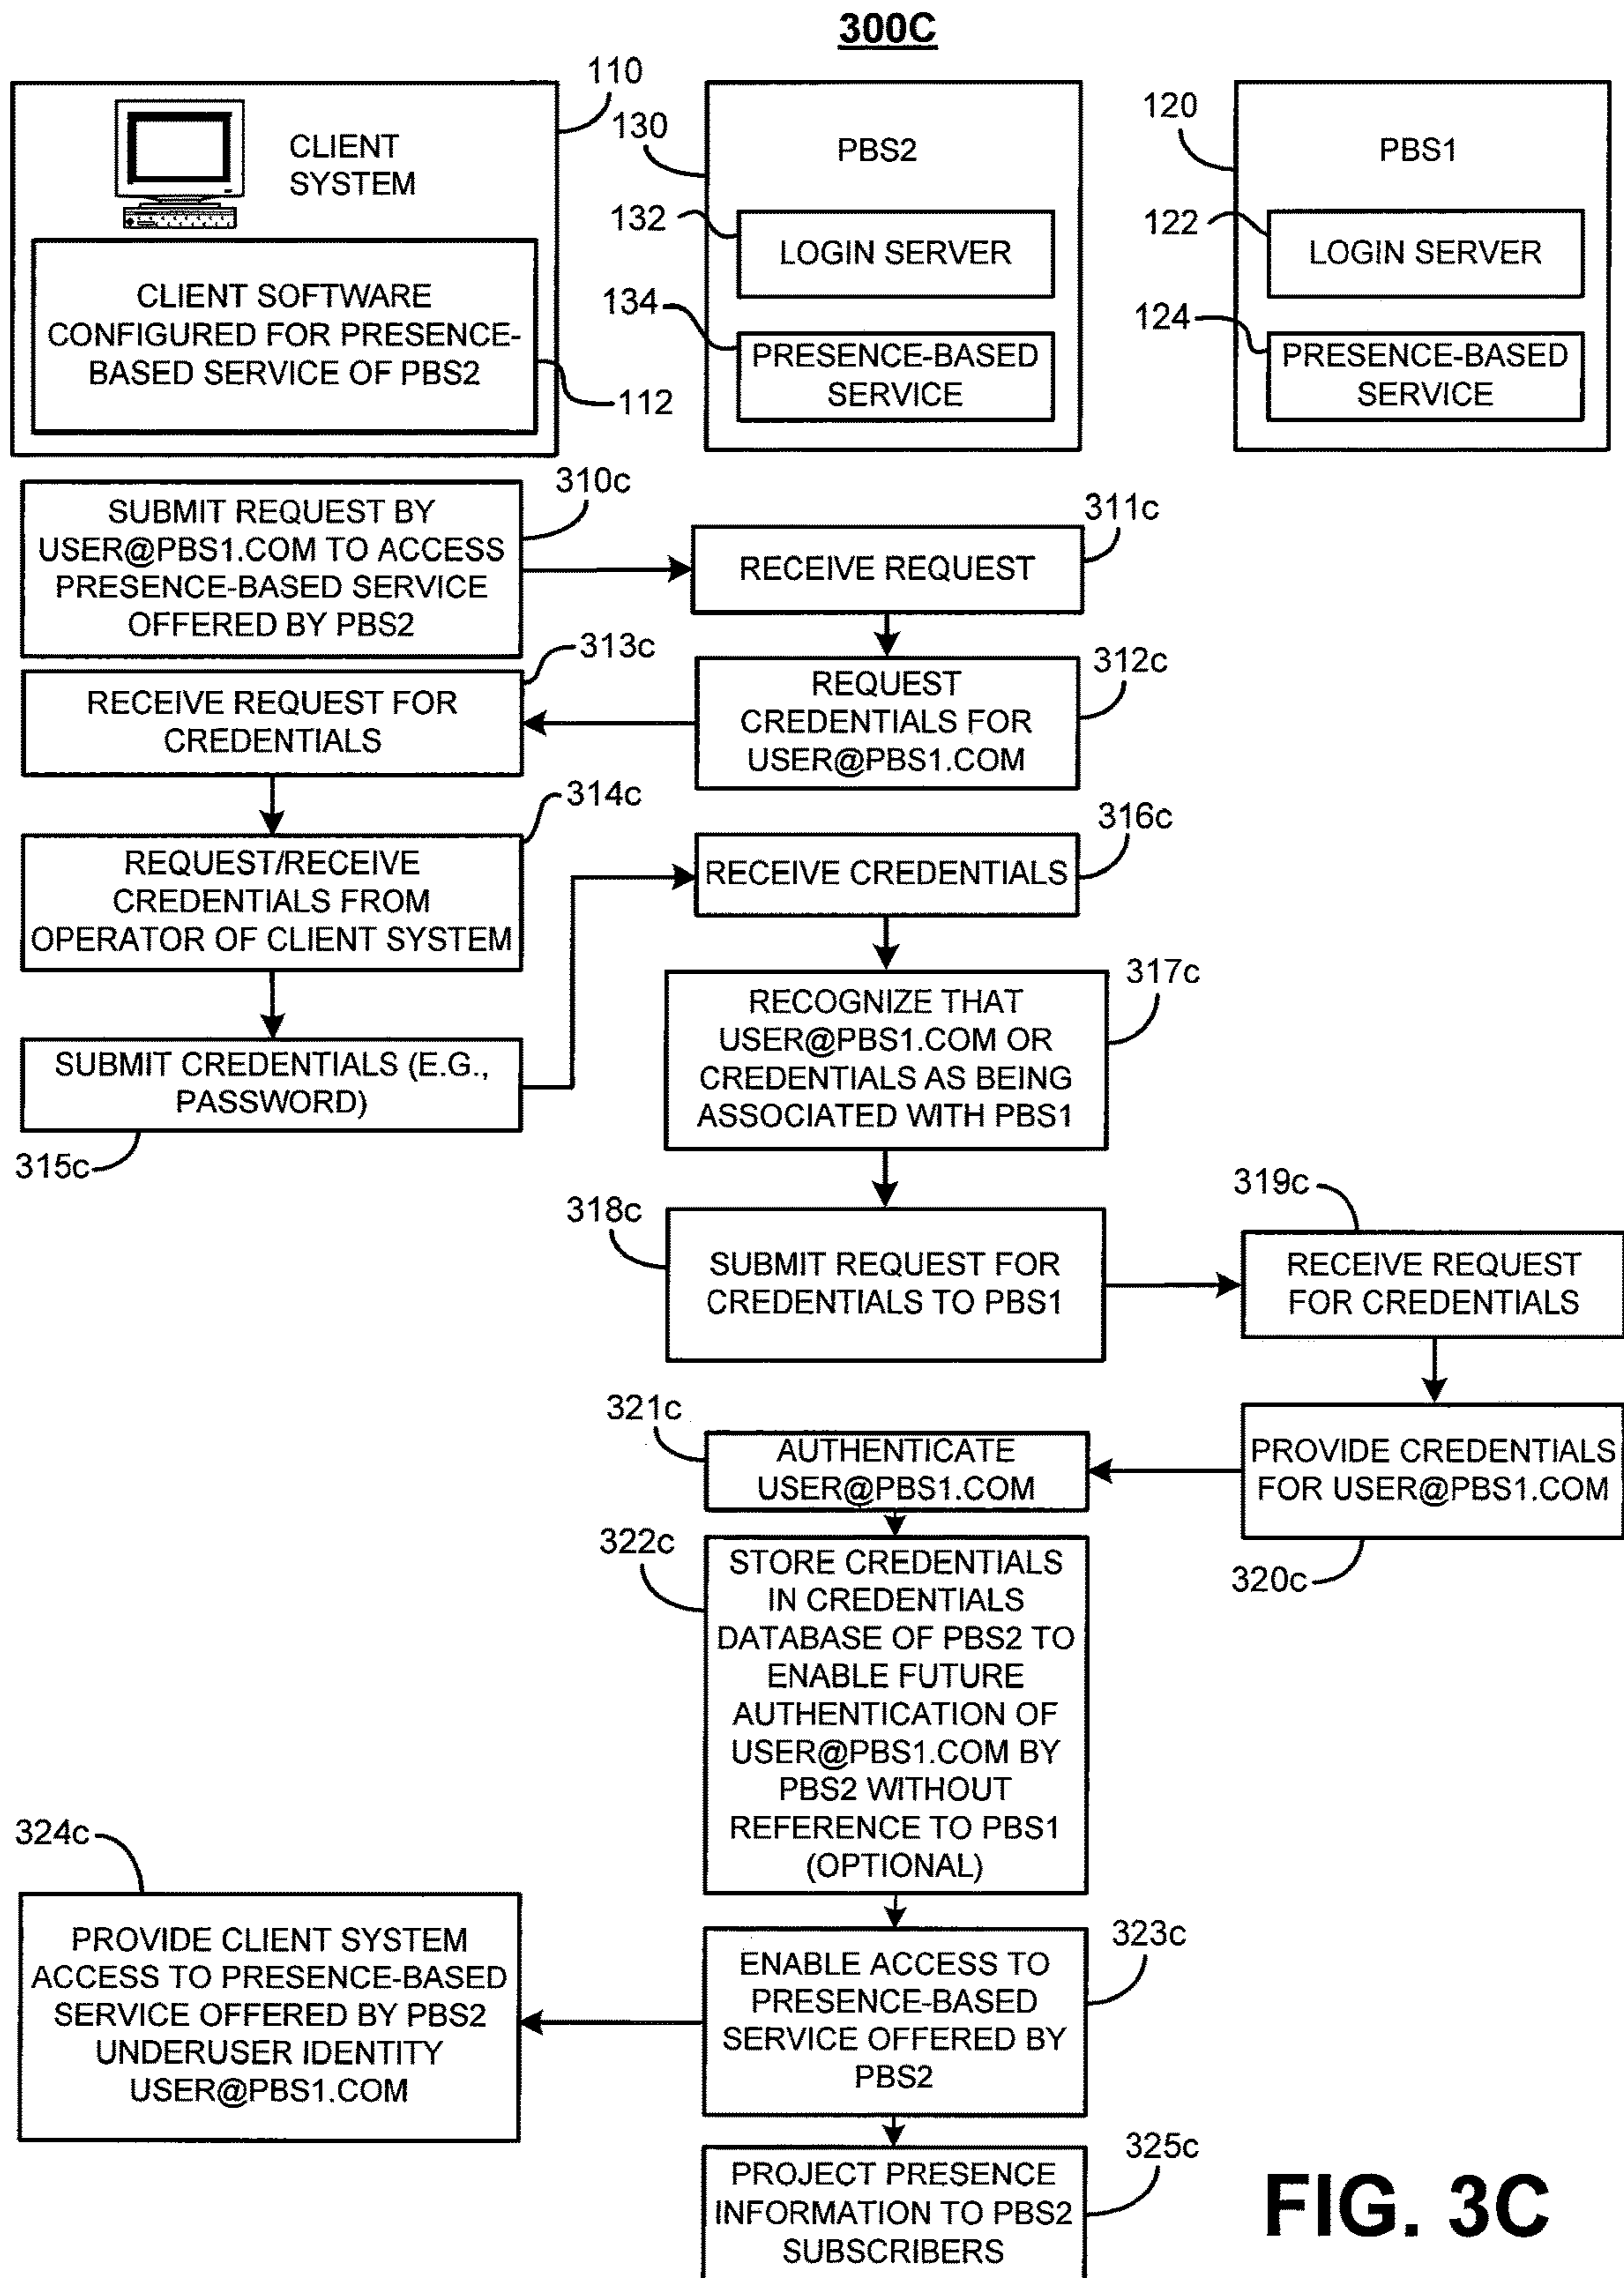 300C
110
CLIENT
SYSTEM
CLIENT SOFTWARE
CONFIGURED FOR PRESENCE-
BASED SERVICE OF PBS2
112
130
PBS2
132
LOGIN SERVER
134
PRESENCE-BASED
SERVICE
120
PBS1
122
LOGIN SERVER
124
PRESENCE-BASED
SERVICE
310c
SUBMIT REQUEST BY
USER@PBS1.COM TO ACCESS
PRESENCE-BASED SERVICE
OFFERED BY PBS2
311c
RECEIVE REQUEST
312c
REQUEST
CREDENTIALS FOR
USER@PBS1.COM
313c
RECEIVE REQUEST FOR
CREDENTIALS
314c
REQUEST/RECEIVE
CREDENTIALS FROM
OPERATOR OF CLIENT SYSTEM
SUBMIT CREDENTIALS (E.G.,
PASSWORD)
315c
316c
RECEIVE CREDENTIALS
317c
RECOGNIZE THAT
USER@PBS1.COM OR
CREDENTIALS AS BEING
ASSOCIATED WITH PBS1
318c
SUBMIT REQUEST FOR
CREDENTIALS TO PBS1
319c
RECEIVE REQUEST
FOR CREDENTIALS
PROVIDE CREDENTIALS
FOR USER@PBS1.COM
320c
321c
AUTHENTICATE
USER@PBS1.COM
322c
STORE CREDENTIALS
IN CREDENTIALS
DATABASE OF PBS2 TO
ENABLE FUTURE
AUTHENTICATION OF
USER@PBS1.COM BY
PBS2 WITHOUT
REFERENCE TO PBS1
(OPTIONAL)
323c
ENABLE ACCESS TO
PRESENCE-BASED
SERVICE OFFERED BY
PBS2
324c
PROVIDE CLIENT SYSTEM
ACCESS TO PRESENCE-BASED
SERVICE OFFERED BY PBS2
UNDERUSER IDENTITY
USER@PBS1.COM
325c
PROJECT PRESENCE
INFORMATION TO PBS2
SUBSCRIBERS
FIG. 3C